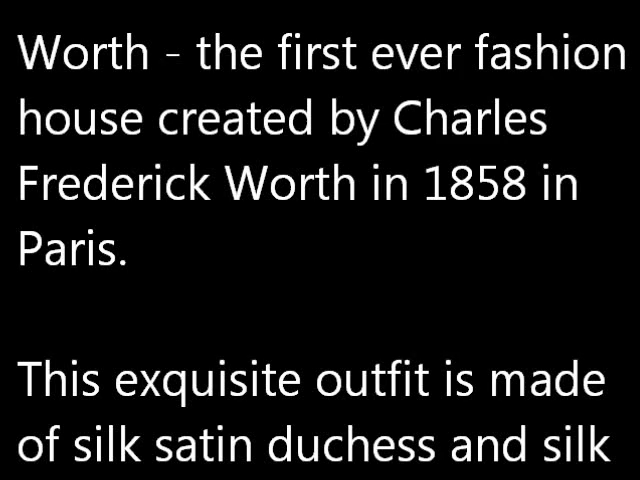 Worth - the first ever fashion
house created by Charles
Frederick Worth in 1858 in
Paris.
This exquisite outfit is made
of silk satin duchess and silk